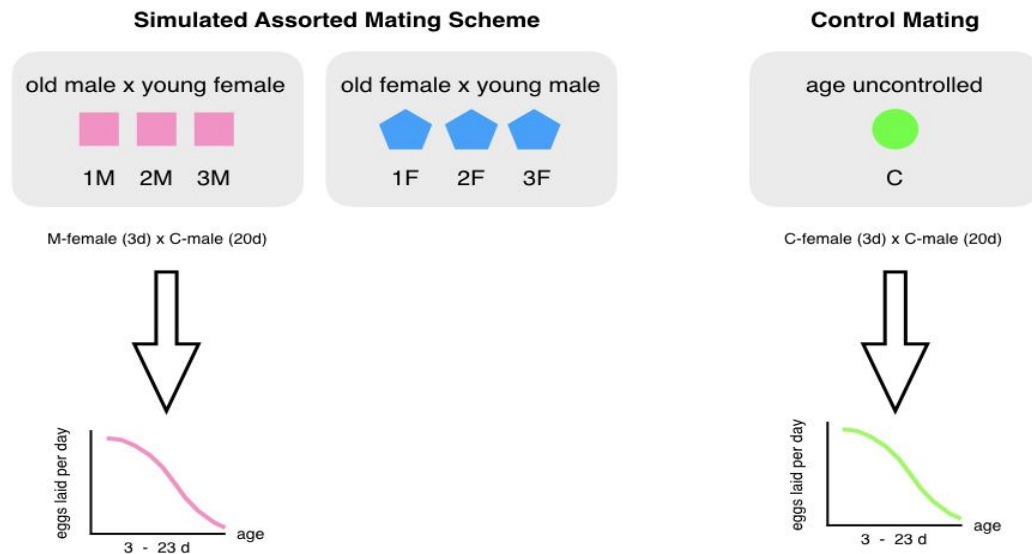 Simulated Assorted Mating Scheme
Control Mating
old male x young female
old female x young male
age uncontrolled
1M 2M 3M
1F 2F 3F
C
M-female (3d) x C-male (20d)
C-female (3d) x C-male (20d)
eggs laid per day
age
3 - 23 d
eggs laid per day
age
3 - 23 d